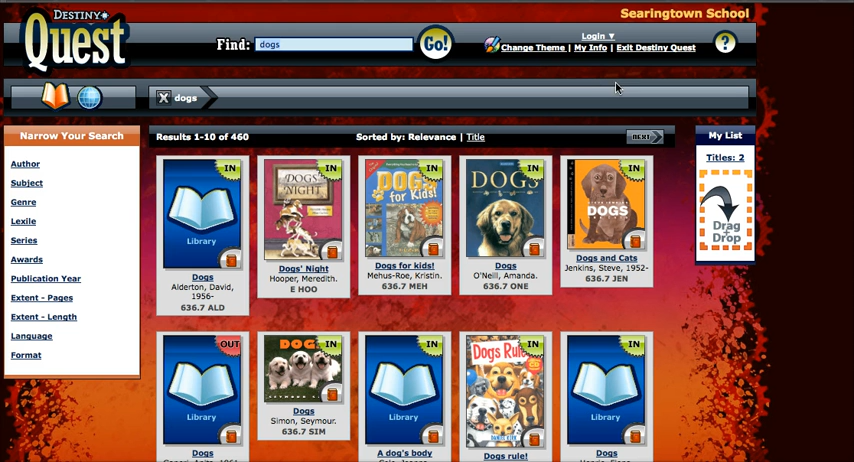 Searingtown School
DESTINY
Quest
Find: dogs Go!
Login ▼
Change Theme | My Info | Exit Destiny Quest
?
X dogs
Narrow Your Search
Author
Subject
Genre
Lexile
Series
Awards
Publication Year
Extent - Pages
Extent - Length
Language
Format
Results 1-10 of 460
Sorted by: Relevance | Title
NEXT
My List
Titles: 2
Drag
+
Drop
IN
Library
Dogs
Alderton, David,
1956-
636.7 ALD
IN
DOGS'
NIGHT
Dogs' Night
Hooper, Meredith.
E HOO
IN
DOGS
for Kids!
Dogs for kids!
Mehus-Roe, Kristin.
636.7 MEH
IN
DOGS
Dogs
O'Neill, Amanda.
636.7 ONE
IN
DOGS
Dogs and Cats
Jenkins, Steve, 1952-
636.7 JEN
OUT
Library
Dogs
IN
DOGS
Dogs
Simon, Seymour.
636.7 SIM
IN
Library
A dog's body
IN
Dogs Rule!
Dogs rule!
IN
Library
Dogs